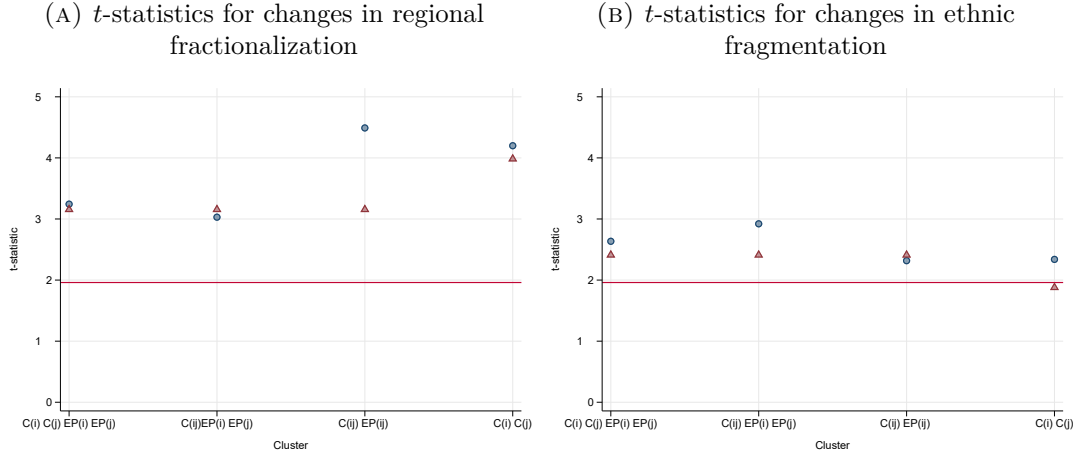 (A) t-statistics for changes in regional
fractionalization
5
4
3
2
1
0
t-statistic
C(i) C(j) EP(i) EP(j)
C(ij)EP(i) EP(j)
C(ij) EP(ij)
C(i) C(j)
Cluster
(B) t-statistics for changes in ethnic
fragmentation
5
4
3
2
1
0
t-statistic
C(i) C(j) EP(i) EP(j)
C(ij) EP(i) EP(j)
C(ij) EP(ij)
C(i) C(j)
Cluster